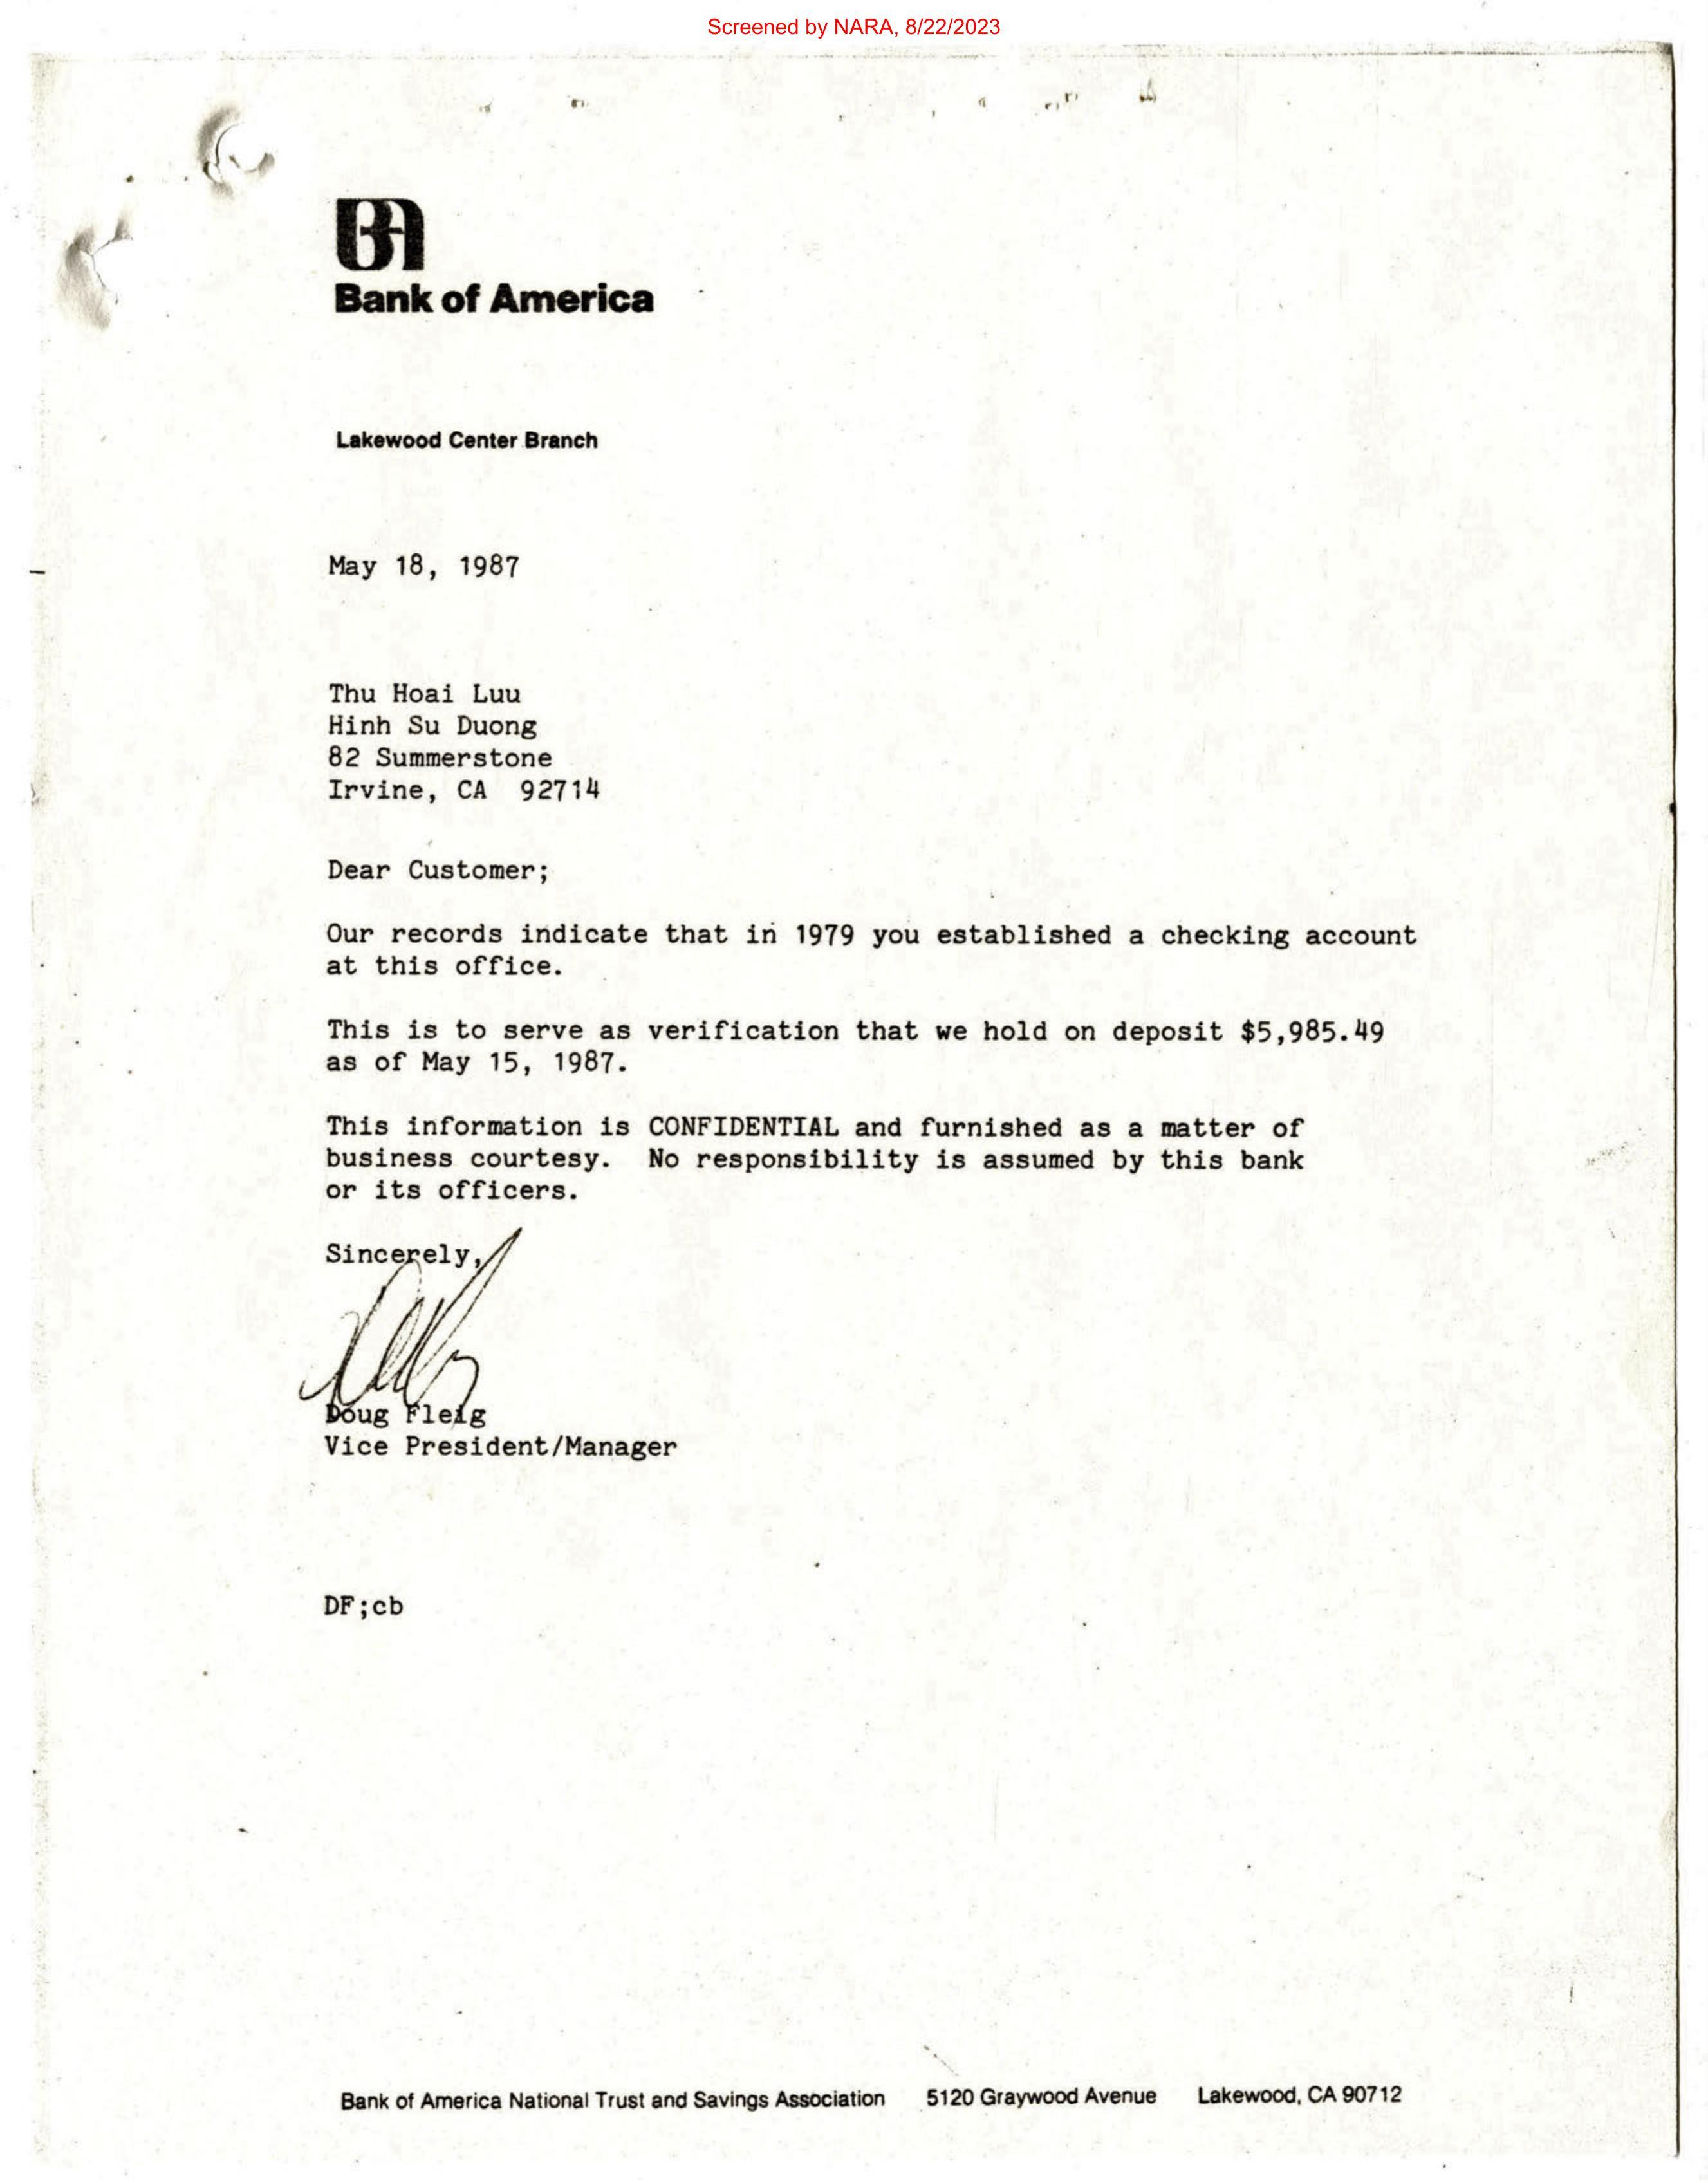 Screened by NARA, 8/22/2023
BA
Bank of America
Lakewood Center Branch
May 18, 1987
Thu Hoai Luu
Hinh Su Duong
82 Summerstone
Irvine, CA  92714
Dear Customer;
Our records indicate that in 1979 you established a checking account
at this office.
This is to serve as verification that we hold on deposit $5,985.49
as of May 15, 1987.
This information is CONFIDENTIAL and furnished as a matter of
business courtesy.  No responsibility is assumed by this bank
or its officers.
Sincerely,
Doug Fleig
Vice President/Manager
DF;cb
Bank of America National Trust and Savings Association 5120 Graywood Avenue Lakewood, CA 90712